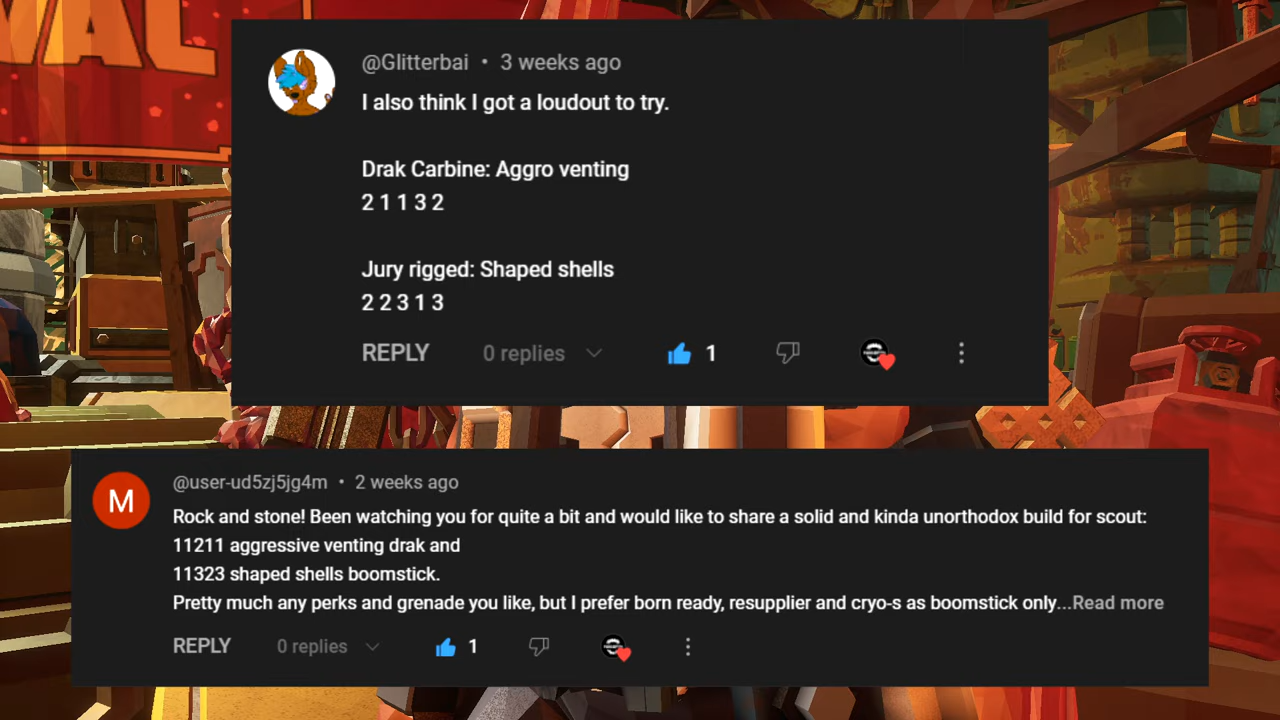 VAL
@Glitterbai • 3 weeks ago
I also think I got a loudout to try.
Drak Carbine: Aggro venting
2 1 1 3 2
Jury rigged: Shaped shells
2 2 3 1 3
REPLY 0 replies 1
M
@user-ud5zj5jg4m • 2 weeks ago
Rock and stone! Been watching you for quite a bit and would like to share a solid and kinda unorthodox build for scout:
11211 aggressive venting drak and
11323 shaped shells boomstick.
Pretty much any perks and grenade you like, but I prefer born ready, resupplier and cryo-s as boomstick only...Read more
REPLY 0 replies 1